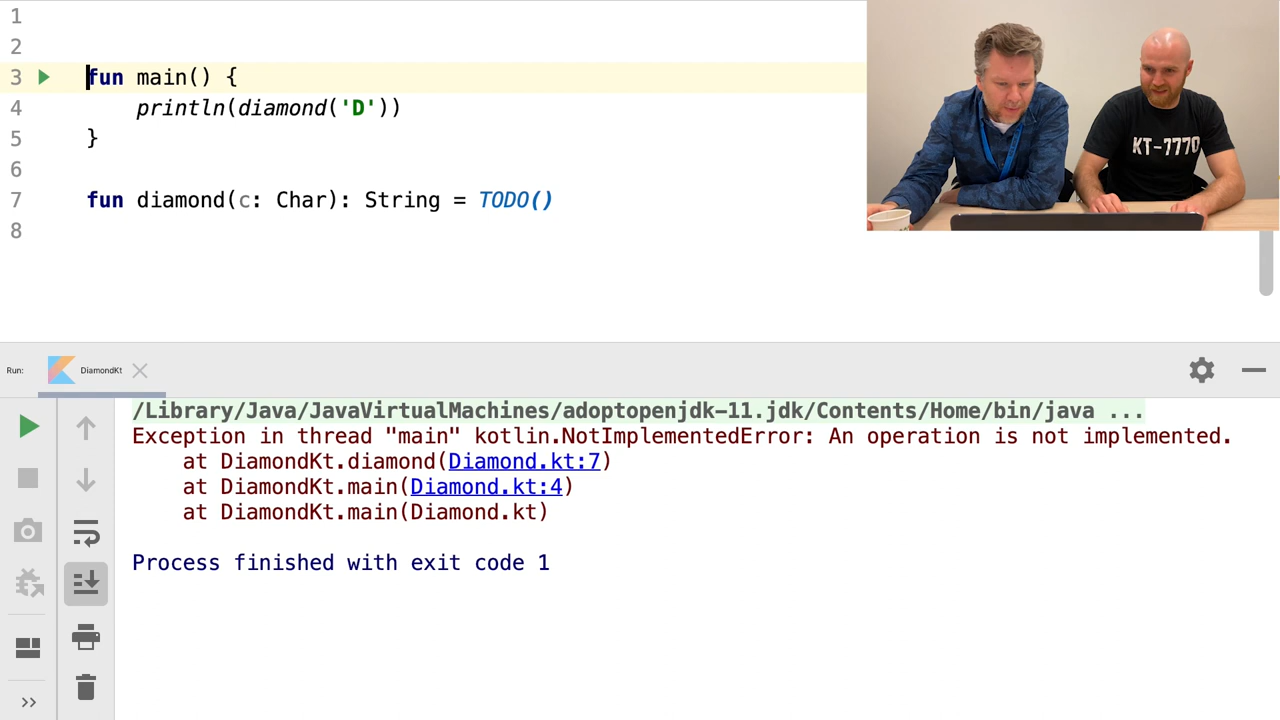 1
2
3 fun main() {
4 println(diamond('D'))
5 }
6
7 fun diamond(c: Char): String = TODO()
8
KT-7770
Run: DiamondKt
/Library/Java/JavaVirtualMachines/adoptopenjdk-11.jdk/Contents/Home/bin/java ...
Exception in thread "main" kotlin.NotImplementedError: An operation is not implemented.
at DiamondKt.diamond(Diamond.kt:7)
at DiamondKt.main(Diamond.kt:4)
at DiamondKt.main(Diamond.kt)
Process finished with exit code 1